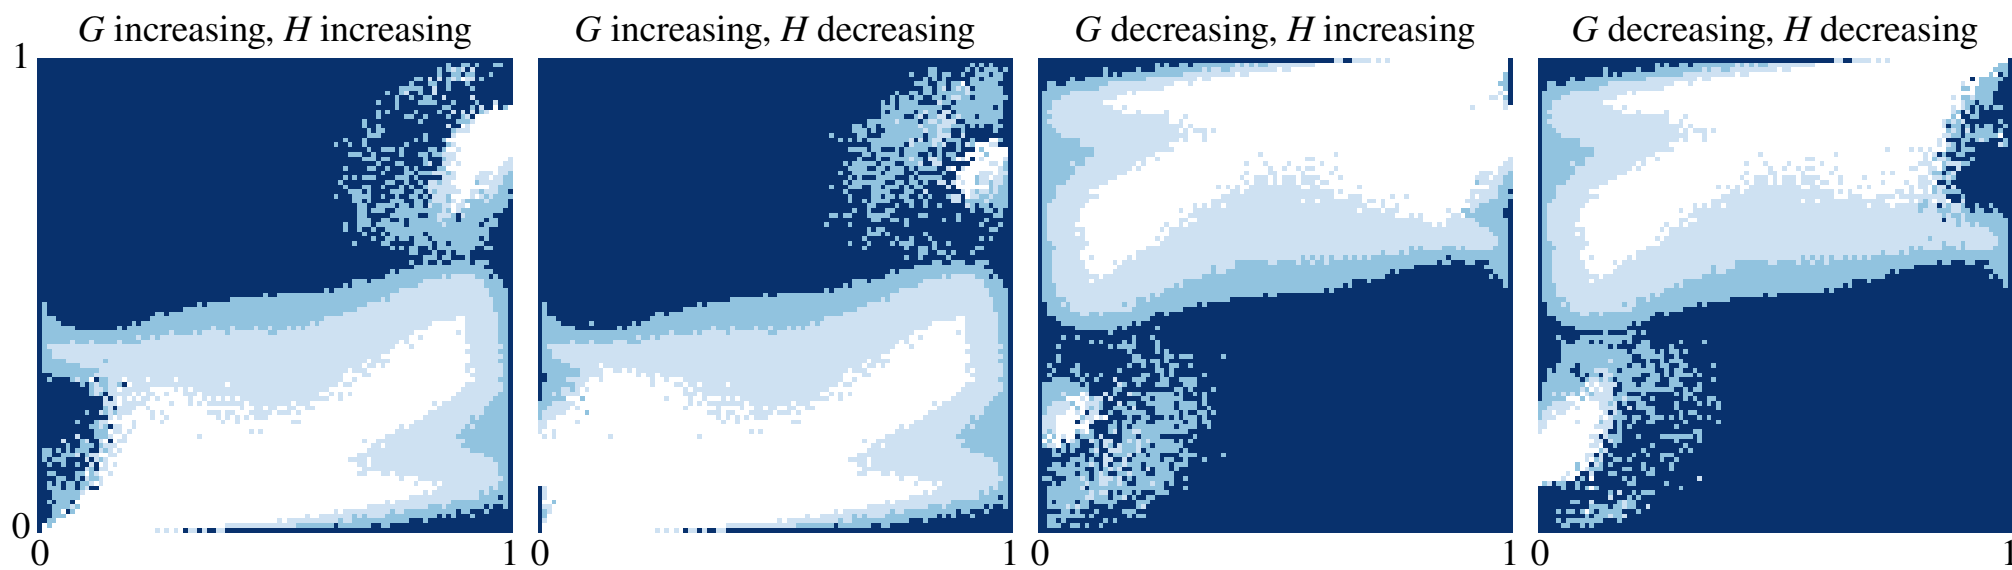 G increasing, H increasing
G increasing, H decreasing
G decreasing, H increasing
G decreasing, H decreasing
1
0
0 1 0 1 0 1 0 1